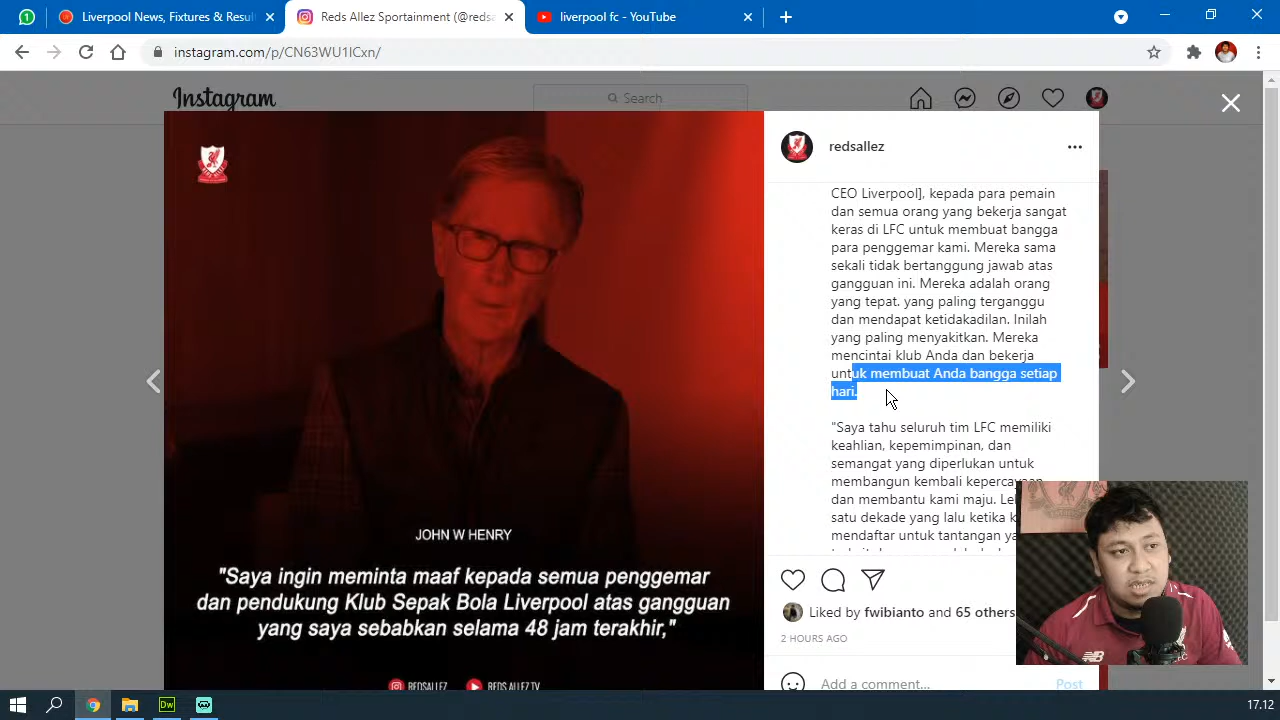 Liverpool News, Fixtures & Resul
Reds Allez Sportainment (@redsa
liverpool fc - YouTube
instagram.com/p/CN63WU1ICxn/
Instagram
Search
redsallez
CEO Liverpool], kepada para pemain
dan semua orang yang bekerja sangat
keras di LFC untuk membuat bangga
para penggemar kami. Mereka sama
sekali tidak bertanggung jawab atas
gangguan ini. Mereka adalah orang
yang tepat. yang paling terganggu
dan mendapat ketidakadilan. Inilah
yang paling menyakitkan. Mereka
mencintai klub Anda dan bekerja
untuk membuat Anda bangga setiap
hari.
"Saya tahu seluruh tim LFC memiliki
keahlian, kepemimpinan, dan
semangat yang diperlukan untuk
membangun kembali kepercayaan
dan membantu kami maju.
satu dekade yang lalu ketika
mendaftar untuk tantangan
JOHN W HENRY
"Saya ingin meminta maaf kepada semua penggemar
dan pendukung Klub Sepak Bola Liverpool atas gangguan
yang saya sebabkan selama 48 jam terakhir,"
REDSALLEZ
REDS ALLEZ TV
Liked by fwibianto and 65 others
2 HOURS AGO
Add a comment...
Post
Dw
17.12